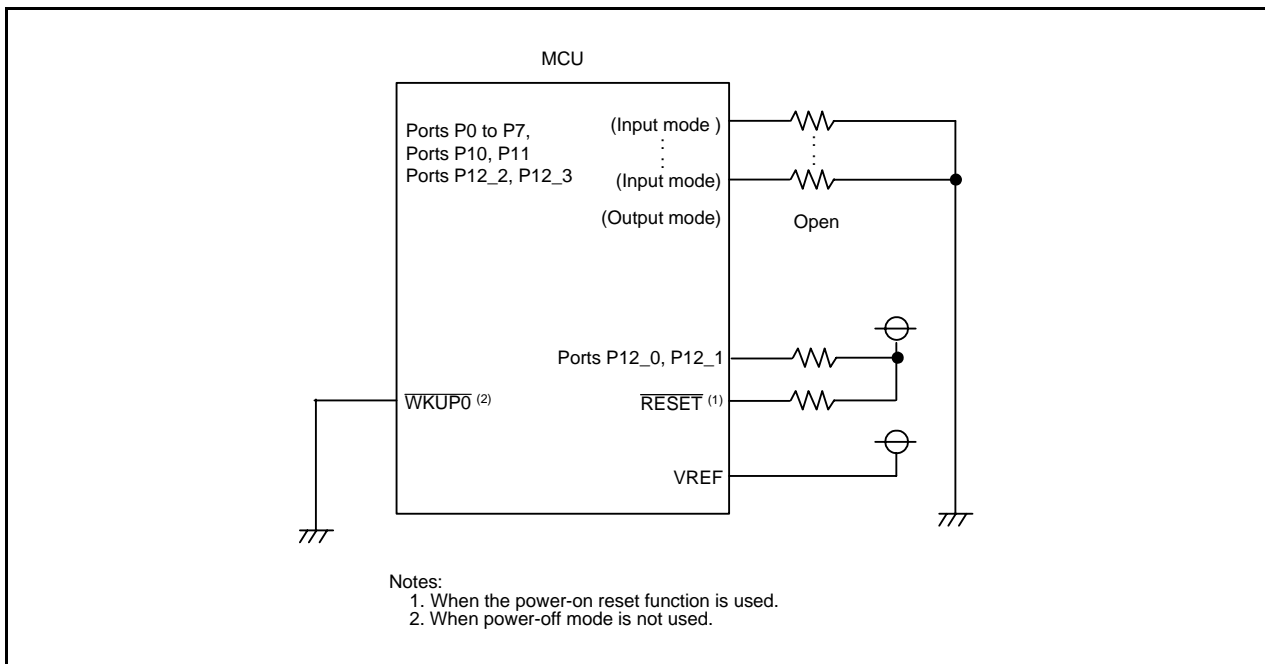 MCU
Ports P0 to P7,
Ports P10, P11
Ports P12_2, P12_3
(Input mode )
(Input mode)
(Output mode)
Open
Ports P12_0, P12_1
WKUP0 (2)
RESET (1)
VREF
Notes:
1. When the power-on reset function is used.
2. When power-off mode is not used.